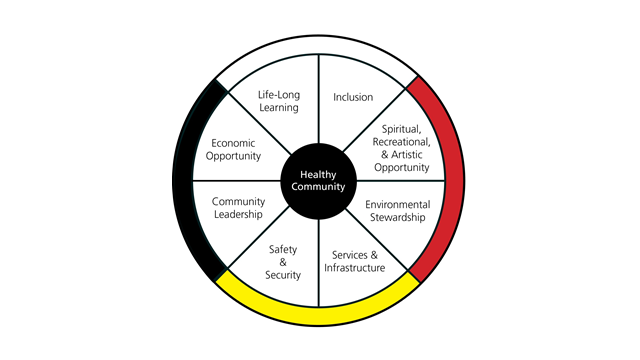 Life-Long
Learning
Inclusion
Spiritual,
Recreational,
& Artistic
Opportunity
Economic
Opportunity
Healthy
Community
Community
Leadership
Environmental
Stewardship
Safety
&
Security
Services &
Infrastructure